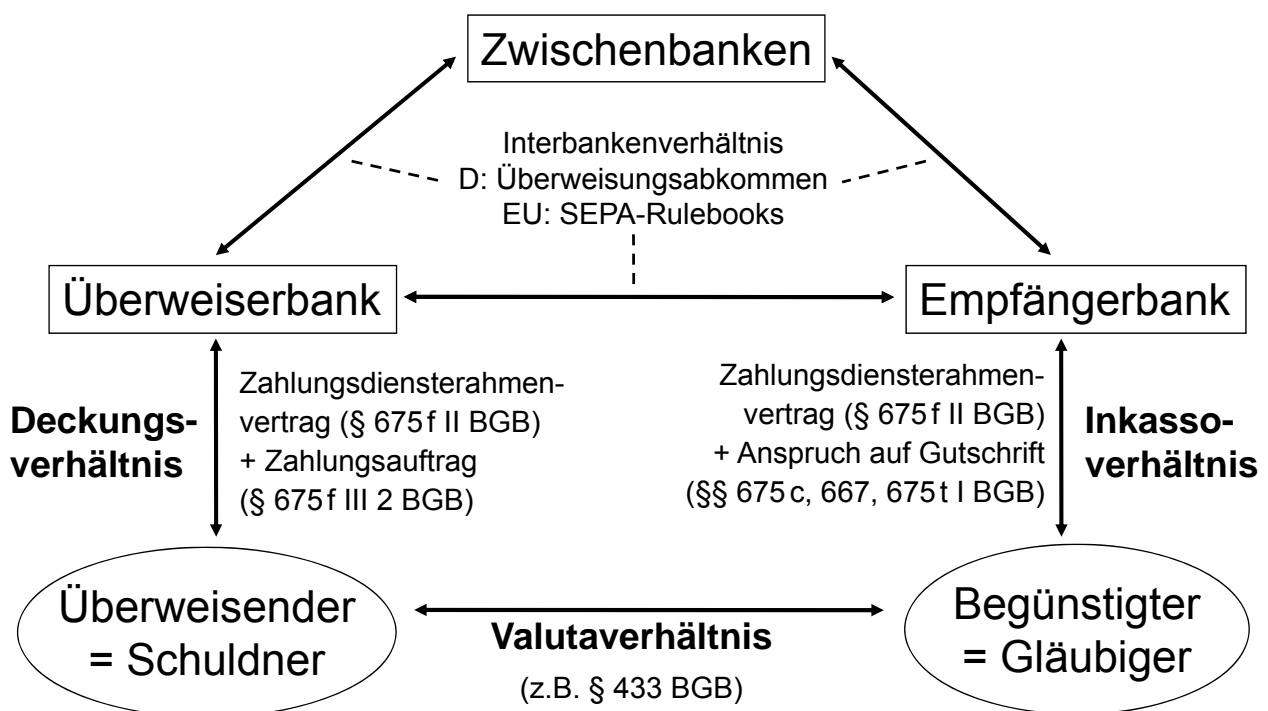 Zwischenbanken
Interbankenverhältnis
D: Überweisungsabkommen
EU: SEPA-Rulebooks
Überweiserbank
Empfängerbank
Deckungs-
verhältnis
Zahlungsdiensterahmen-
vertrag (§ 675 f II BGB)
+ Zahlungsauftrag
(§ 675 f III 2 BGB)
Zahlungsdiensterahmen-
vertrag (§ 675 f II BGB)
+ Anspruch auf Gutschrift
(§§ 675 c, 667, 675 t I BGB)
Inkasso-
verhältnis
Überweisender
= Schuldner
Valutaverhältnis
(z.B. § 433 BGB)
Begünstigter
= Gläubiger